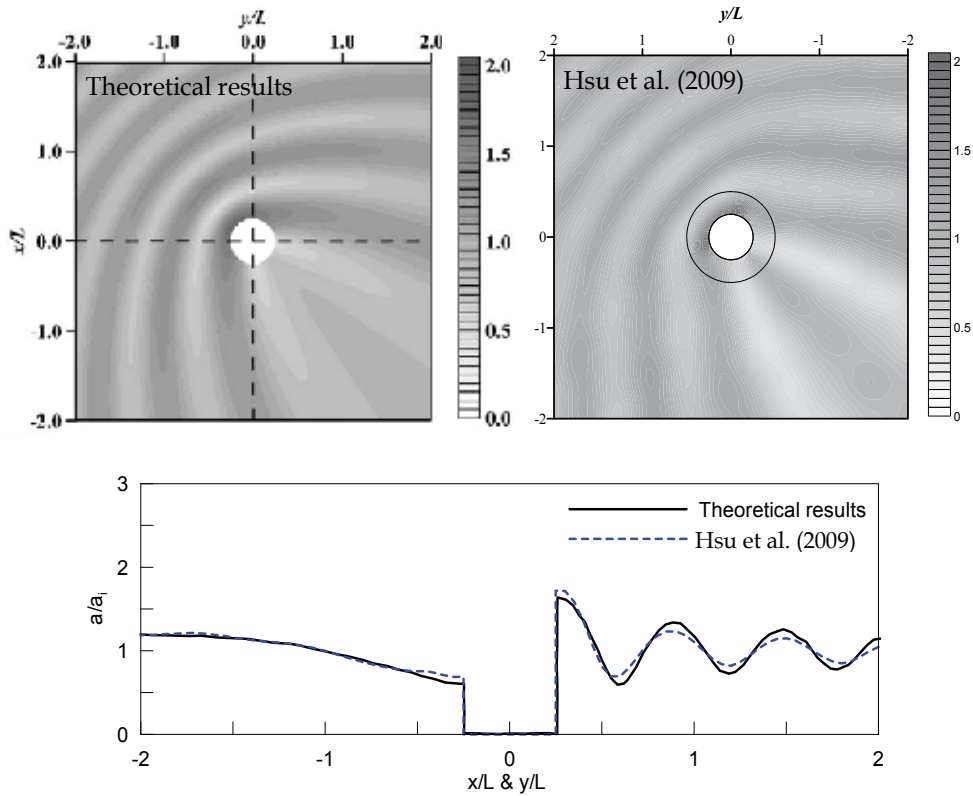 y/L
-2.0 -1.0 0.0 1.0 2.0
2.0
1.0
0.0
-1.0
-2.0
x/L
Theoretical results
2.0
1.5
1.0
0.5
0.0
y/L
2 1 0 -1 -2
2
1
0
-1
-2
Hsu et al. (2009)
2
1.5
1
0.5
0
3
2
1
0
a/ai
Theoretical results
Hsu et al. (2009)
-2 -1 0 1 2
x/L & y/L